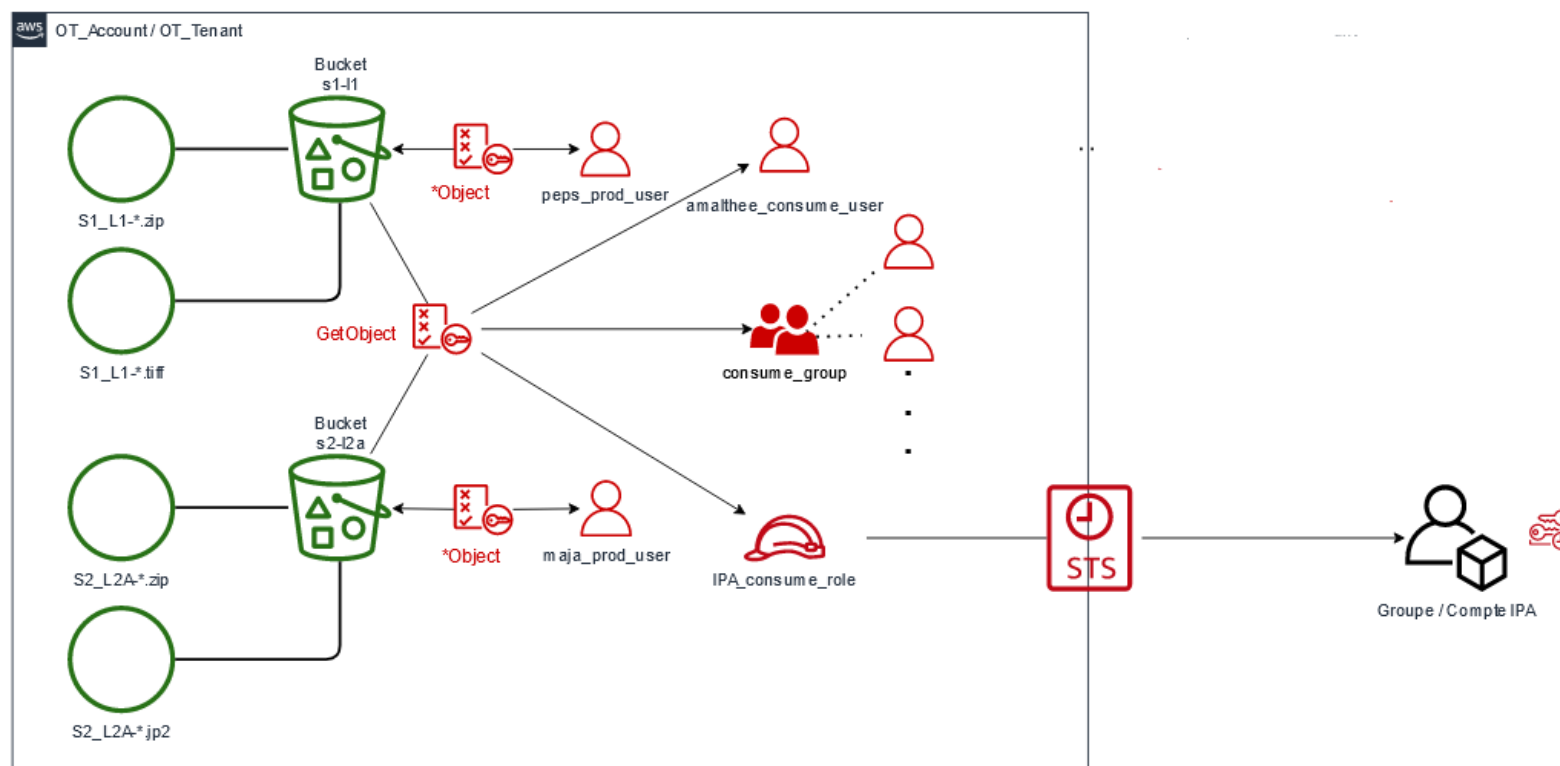 aws
OT_Account / OT_Tenant
Bucket
s1-l1
S1_L1-*.zip
*Object
peps_prod_user
amalthee_consume_user
S1_L1-*.tiff
GetObject
consume_group
Bucket
s2-l2a
S2_L2A-*.zip
*Object
maja_prod_user
IPA_consume_role
STS
Groupe / Compte IPA
S2_L2A-*.jp2